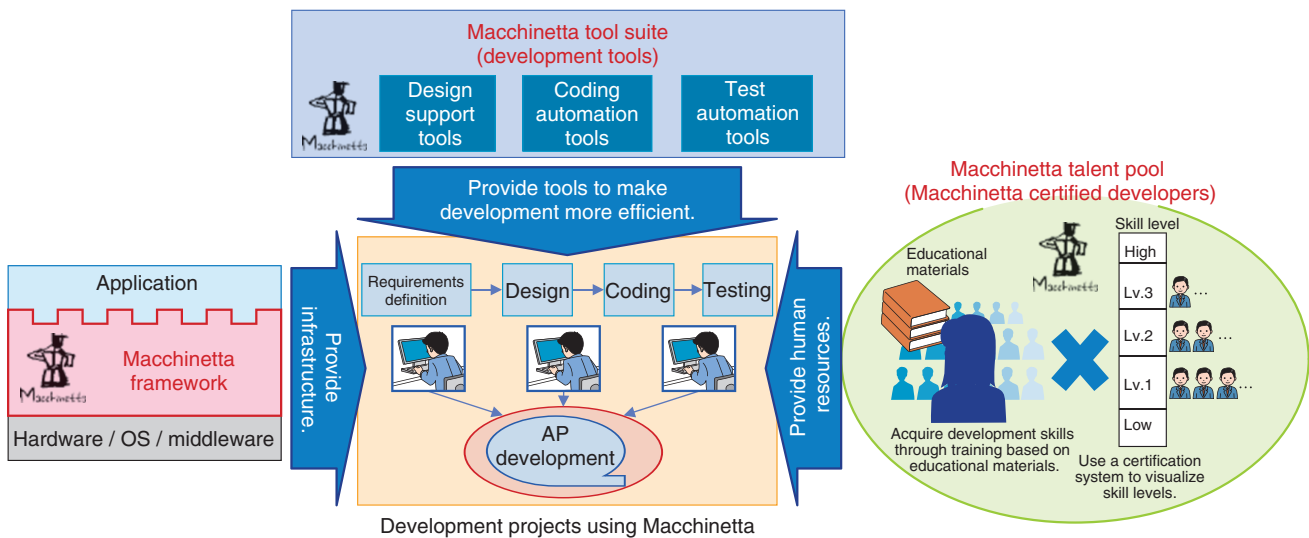 Macchinetta tool suite
(development tools)
Macchinetta
Design
support
tools
Coding
automation
tools
Test
automation
tools
Provide tools to make
development more efficient.
Application
Macchinetta
Macchinetta
framework
Hardware / OS / middleware
Provide
infrastructure.
Requirements
definition
Design
Coding
Testing
AP
development
Development projects using Macchinetta
Provide human
resources.
Macchinetta talent pool
(Macchinetta certified developers)
Educational
materials
Macchinetta
Acquire development skills
through training based on
educational materials.
Skill level
High
Lv.3
...
Lv.2
...
Lv.1
...
Low
Use a certification
system to visualize
skill levels.